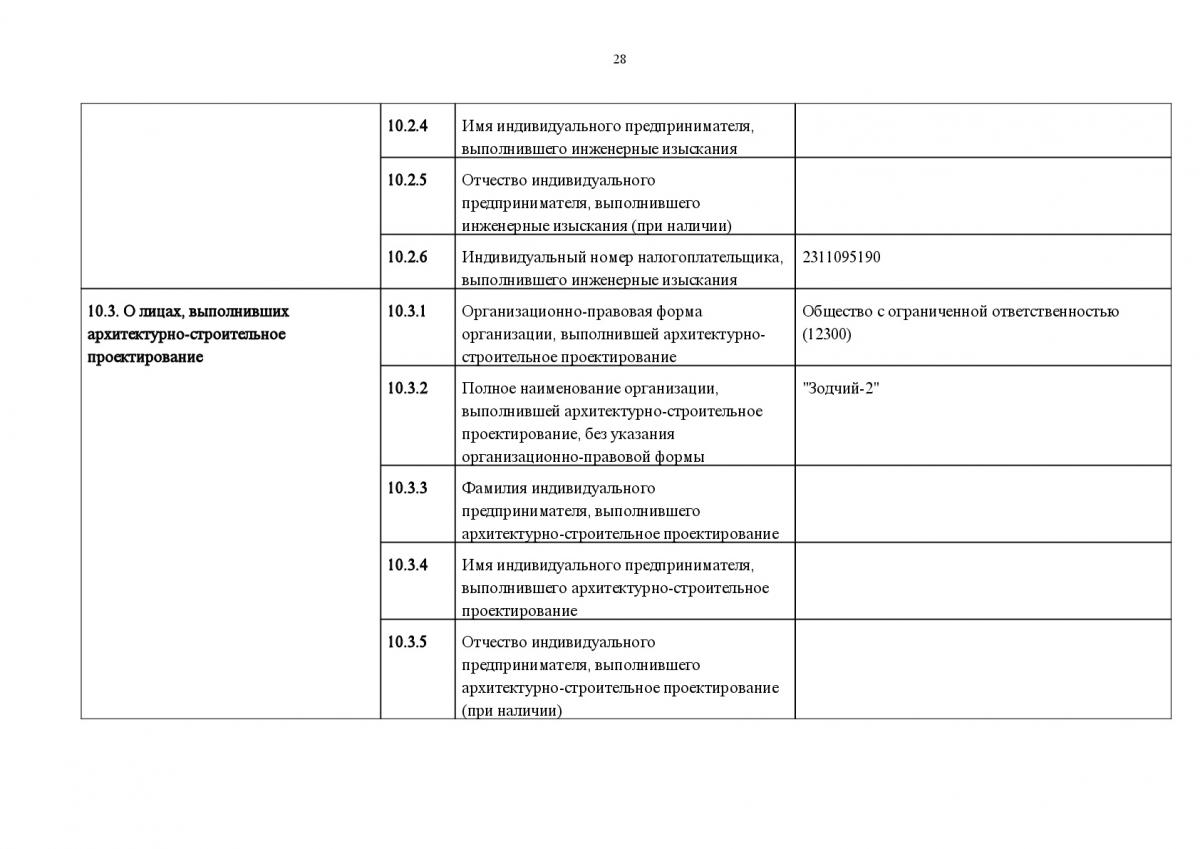 28
10.2.4 Имя индивидуального предпринимателя,
выполнившего инженерные изыскания
10.2.5 Отчество индивидуального
предпринимателя, выполнившего
инженерные изыскания (при наличии)
10.2.6 Индивидуальный номер налогоплательщика, 2311095190
выполнившего инженерные изыскания
10.3. О лицах, выполнивших 10.3.1 Организационно-правовая форма Общество с ограниченной ответственностью
архитектурно-строительное организации, выполнившей архитектурно- (12300)
проектирование строительное проектирование
10.3.2 Полное наименование организации, "Зодчий-2"
выполнившей архитектурно-строительное
проектирование, без указания
организационно-правовой формы
10.3.3 Фамилия индивидуального
предпринимателя, выполнившего
архитектурно-строительное проектирование
10.3.4 Имя индивидуального предпринимателя,
выполнившего архитектурно-строительное
проектирование
10.3.5 Отчество индивидуального
предпринимателя, выполнившего
архитектурно-строительное проектирование
(при наличии)